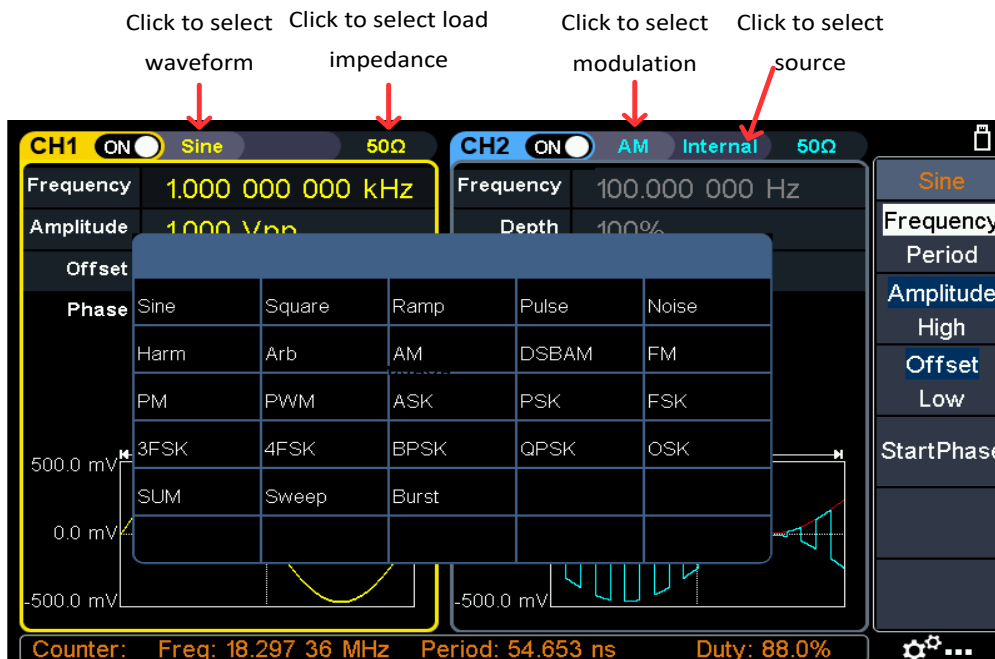 Click to select waveform
Click to select load impedance
Click to select modulation
Click to select source
CH1 ON Sine 50Ω
CH2 ON AM Internal 50Ω
Frequency 1.000 000 000 kHz
Frequency 100.000 000 Hz
Amplitude 1.000 Vpp
Depth 100%
Offset
Phase
Sine Square Ramp Pulse Noise
Harm Arb AM DSBAM FM
PM PWM ASK PSK FSK
3FSK 4FSK BPSK QPSK OSK
SUM Sweep Burst
500.0 mV
0.0 mV
-500.0 mV
-500.0 mV
Sine
Frequency
Period
Amplitude
High
Offset
Low
StartPhase
Counter: Freq: 18.297 36 MHz Period: 54.653 ns Duty: 88.0%